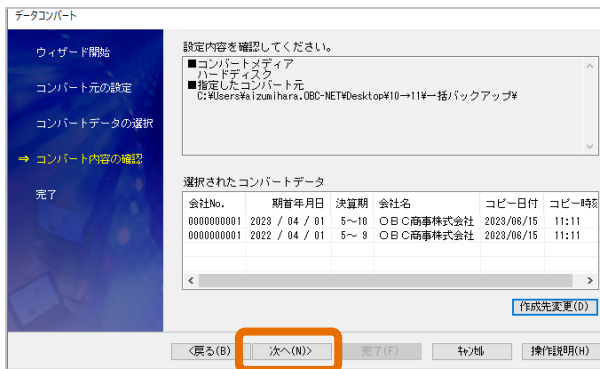 データコンバート
ウィザード開始
コンバート元の設定
コンバートデータの選択
⇒ コンバート内容の確認
完了
設定内容を確認してください。
■コンバートメディア
ハードディスク
■指定したコンバート元
C:¥Users¥aizumihara.OBC-NET¥Desktop¥10→11¥一括バックアップ¥
選択されたコンバートデータ
会社No. 期首年月日 決算期 会社名 コピー日付 コピー時刻
0000000001 2023 / 04 / 01 5～10 ＯＢＣ商事株式会社 2023/06/15 11:11
0000000001 2022 / 04 / 01 5～ 9 ＯＢＣ商事株式会社 2023/06/15 11:11
作成先変更(D)
<戻る(B) 次へ(N)> 完了(F) ｷｬﾝｾﾙ 操作説明(H)